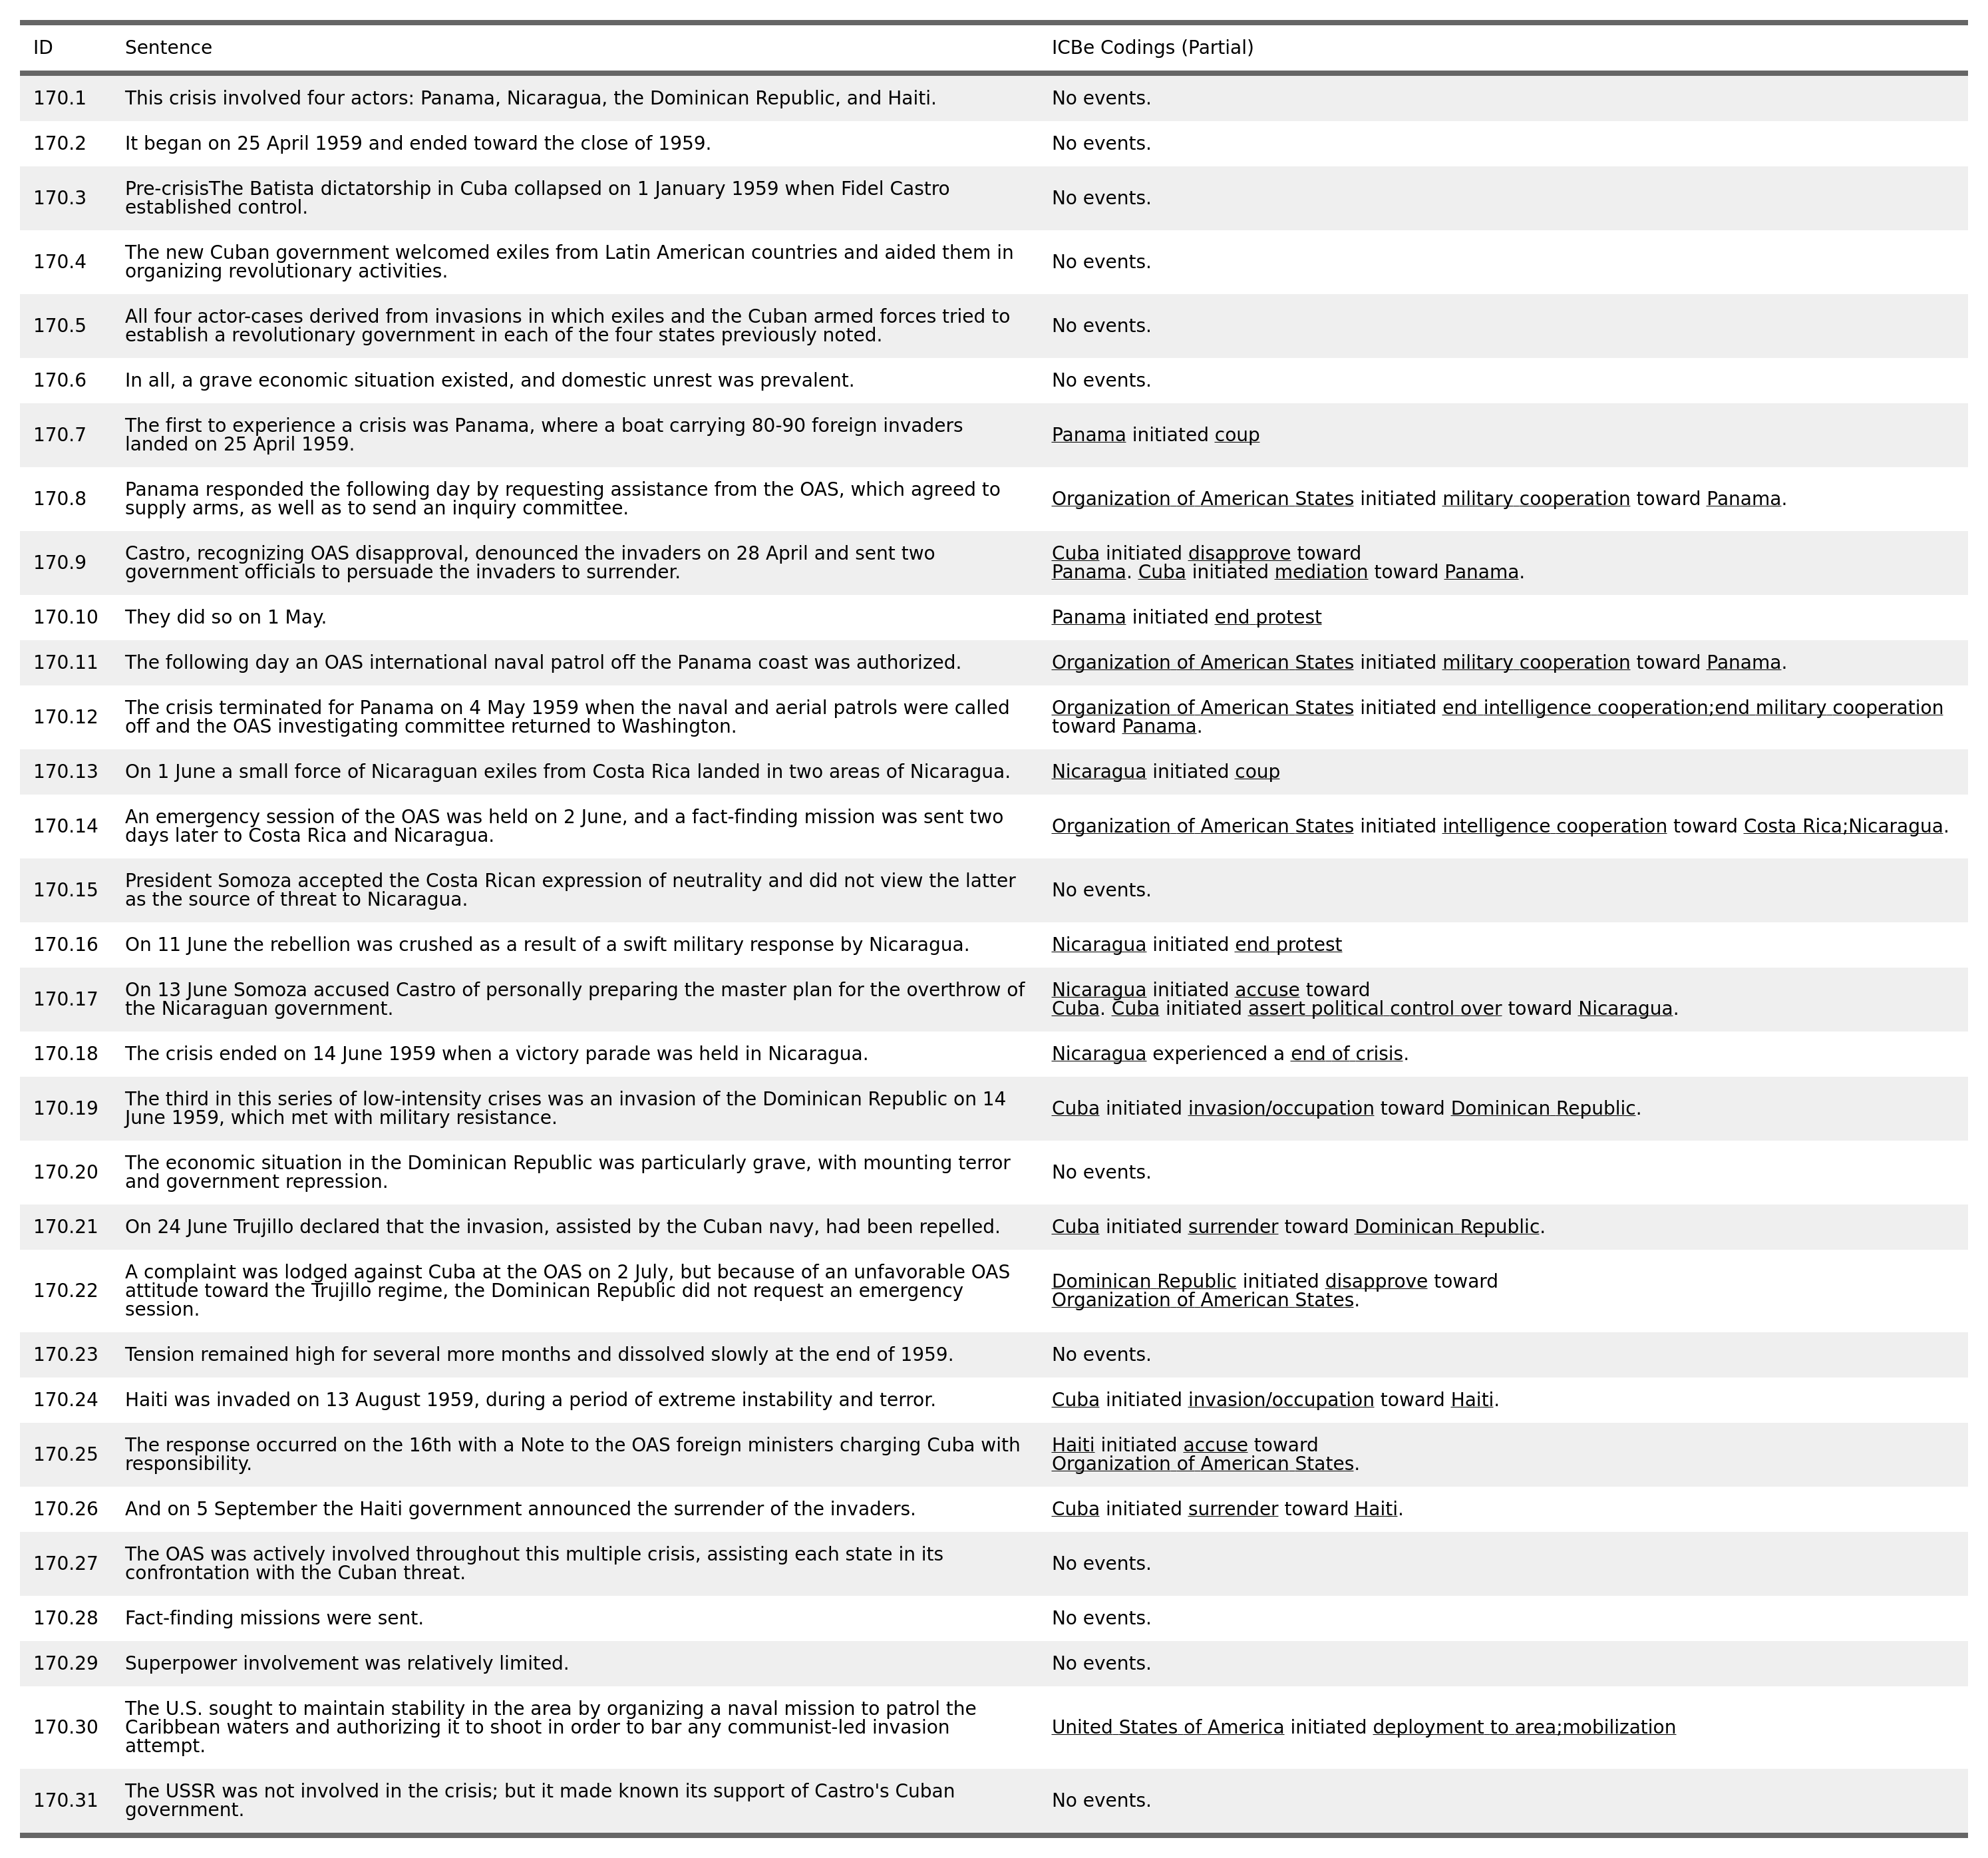 ID Sentence ICBe Codings (Partial)
170.1 This crisis involved four actors: Panama, Nicaragua, the Dominican Republic, and Haiti. No events.
170.2 It began on 25 April 1959 and ended toward the close of 1959. No events.
170.3 Pre-crisisThe Batista dictatorship in Cuba collapsed on 1 January 1959 when Fidel Castro
established control. No events.
170.4 The new Cuban government welcomed exiles from Latin American countries and aided them in
organizing revolutionary activities. No events.
170.5 All four actor-cases derived from invasions in which exiles and the Cuban armed forces tried to
establish a revolutionary government in each of the four states previously noted. No events.
170.6 In all, a grave economic situation existed, and domestic unrest was prevalent. No events.
170.7 The first to experience a crisis was Panama, where a boat carrying 80-90 foreign invaders
landed on 25 April 1959. Panama initiated coup
170.8 Panama responded the following day by requesting assistance from the OAS, which agreed to
supply arms, as well as to send an inquiry committee. Organization of American States initiated military cooperation toward Panama.
170.9 Castro, recognizing OAS disapproval, denounced the invaders on 28 April and sent two
government officials to persuade the invaders to surrender. Cuba initiated disapprove toward
Panama. Cuba initiated mediation toward Panama.
170.10 They did so on 1 May. Panama initiated end protest
170.11 The following day an OAS international naval patrol off the Panama coast was authorized. Organization of American States initiated military cooperation toward Panama.
170.12 The crisis terminated for Panama on 4 May 1959 when the naval and aerial patrols were called
off and the OAS investigating committee returned to Washington. Organization of American States initiated end intelligence cooperation;end military cooperation
toward Panama.
170.13 On 1 June a small force of Nicaraguan exiles from Costa Rica landed in two areas of Nicaragua. Nicaragua initiated coup
170.14 An emergency session of the OAS was held on 2 June, and a fact-finding mission was sent two
days later to Costa Rica and Nicaragua. Organization of American States initiated intelligence cooperation toward Costa Rica;Nicaragua.
170.15 President Somoza accepted the Costa Rican expression of neutrality and did not view the latter
as the source of threat to Nicaragua. No events.
170.16 On 11 June the rebellion was crushed as a result of a swift military response by Nicaragua. Nicaragua initiated end protest
170.17 On 13 June Somoza accused Castro of personally preparing the master plan for the overthrow of
the Nicaraguan government. Nicaragua initiated accuse toward
Cuba. Cuba initiated assert political control over toward Nicaragua.
170.18 The crisis ended on 14 June 1959 when a victory parade was held in Nicaragua. Nicaragua experienced a end of crisis.
170.19 The third in this series of low-intensity crises was an invasion of the Dominican Republic on 14
June 1959, which met with military resistance. Cuba initiated invasion/occupation toward Dominican Republic.
170.20 The economic situation in the Dominican Republic was particularly grave, with mounting terror
and government repression. No events.
170.21 On 24 June Trujillo declared that the invasion, assisted by the Cuban navy, had been repelled. Cuba initiated surrender toward Dominican Republic.
170.22 A complaint was lodged against Cuba at the OAS on 2 July, but because of an unfavorable OAS
attitude toward the Trujillo regime, the Dominican Republic did not request an emergency
session. Dominican Republic initiated disapprove toward
Organization of American States.
170.23 Tension remained high for several more months and dissolved slowly at the end of 1959. No events.
170.24 Haiti was invaded on 13 August 1959, during a period of extreme instability and terror. Cuba initiated invasion/occupation toward Haiti.
170.25 The response occurred on the 16th with a Note to the OAS foreign ministers charging Cuba with
responsibility. Haiti initiated accuse toward
Organization of American States.
170.26 And on 5 September the Haiti government announced the surrender of the invaders. Cuba initiated surrender toward Haiti.
170.27 The OAS was actively involved throughout this multiple crisis, assisting each state in its
confrontation with the Cuban threat. No events.
170.28 Fact-finding missions were sent. No events.
170.29 Superpower involvement was relatively limited. No events.
170.30 The U.S. sought to maintain stability in the area by organizing a naval mission to patrol the
Caribbean waters and authorizing it to shoot in order to bar any communist-led invasion
attempt. United States of America initiated deployment to area;mobilization
170.31 The USSR was not involved in the crisis; but it made known its support of Castro's Cuban
government. No events.